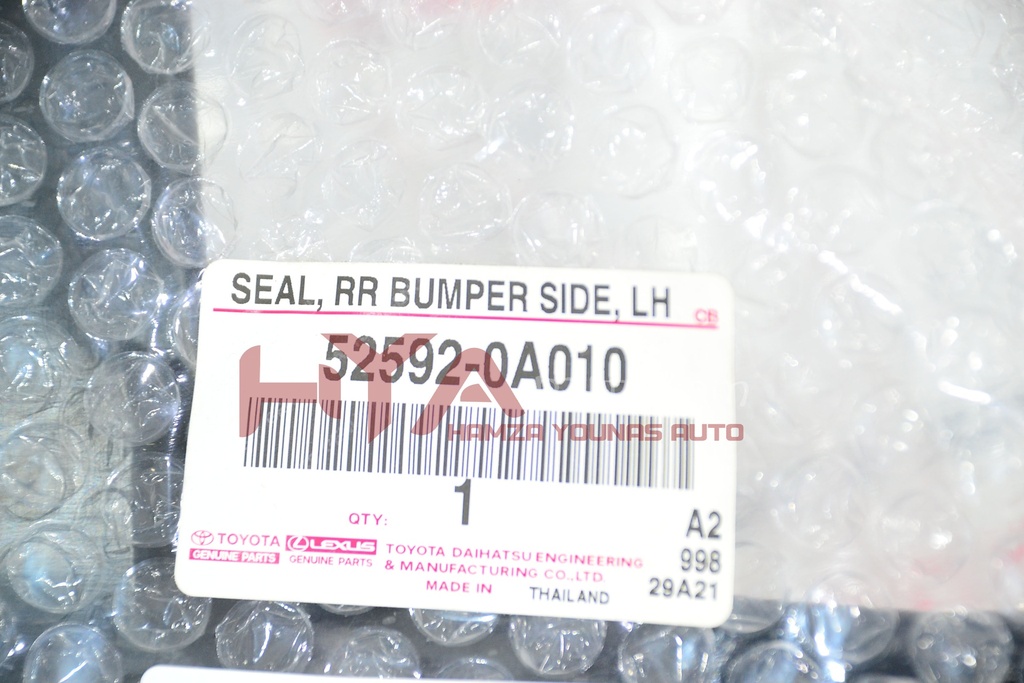 SEAL, RR BUMPER SIDE, LH
CB
52592-0A010
HYA
HAMZA YOUNAS AUTO
QTY: 1
A2
TOYOTA
GENUINE PARTS
LEXUS
GENUINE PARTS
TOYOTA DAIHATSU ENGINEERING
& MANUFACTURING CO.,LTD.
998
MADE IN THAILAND
29A21